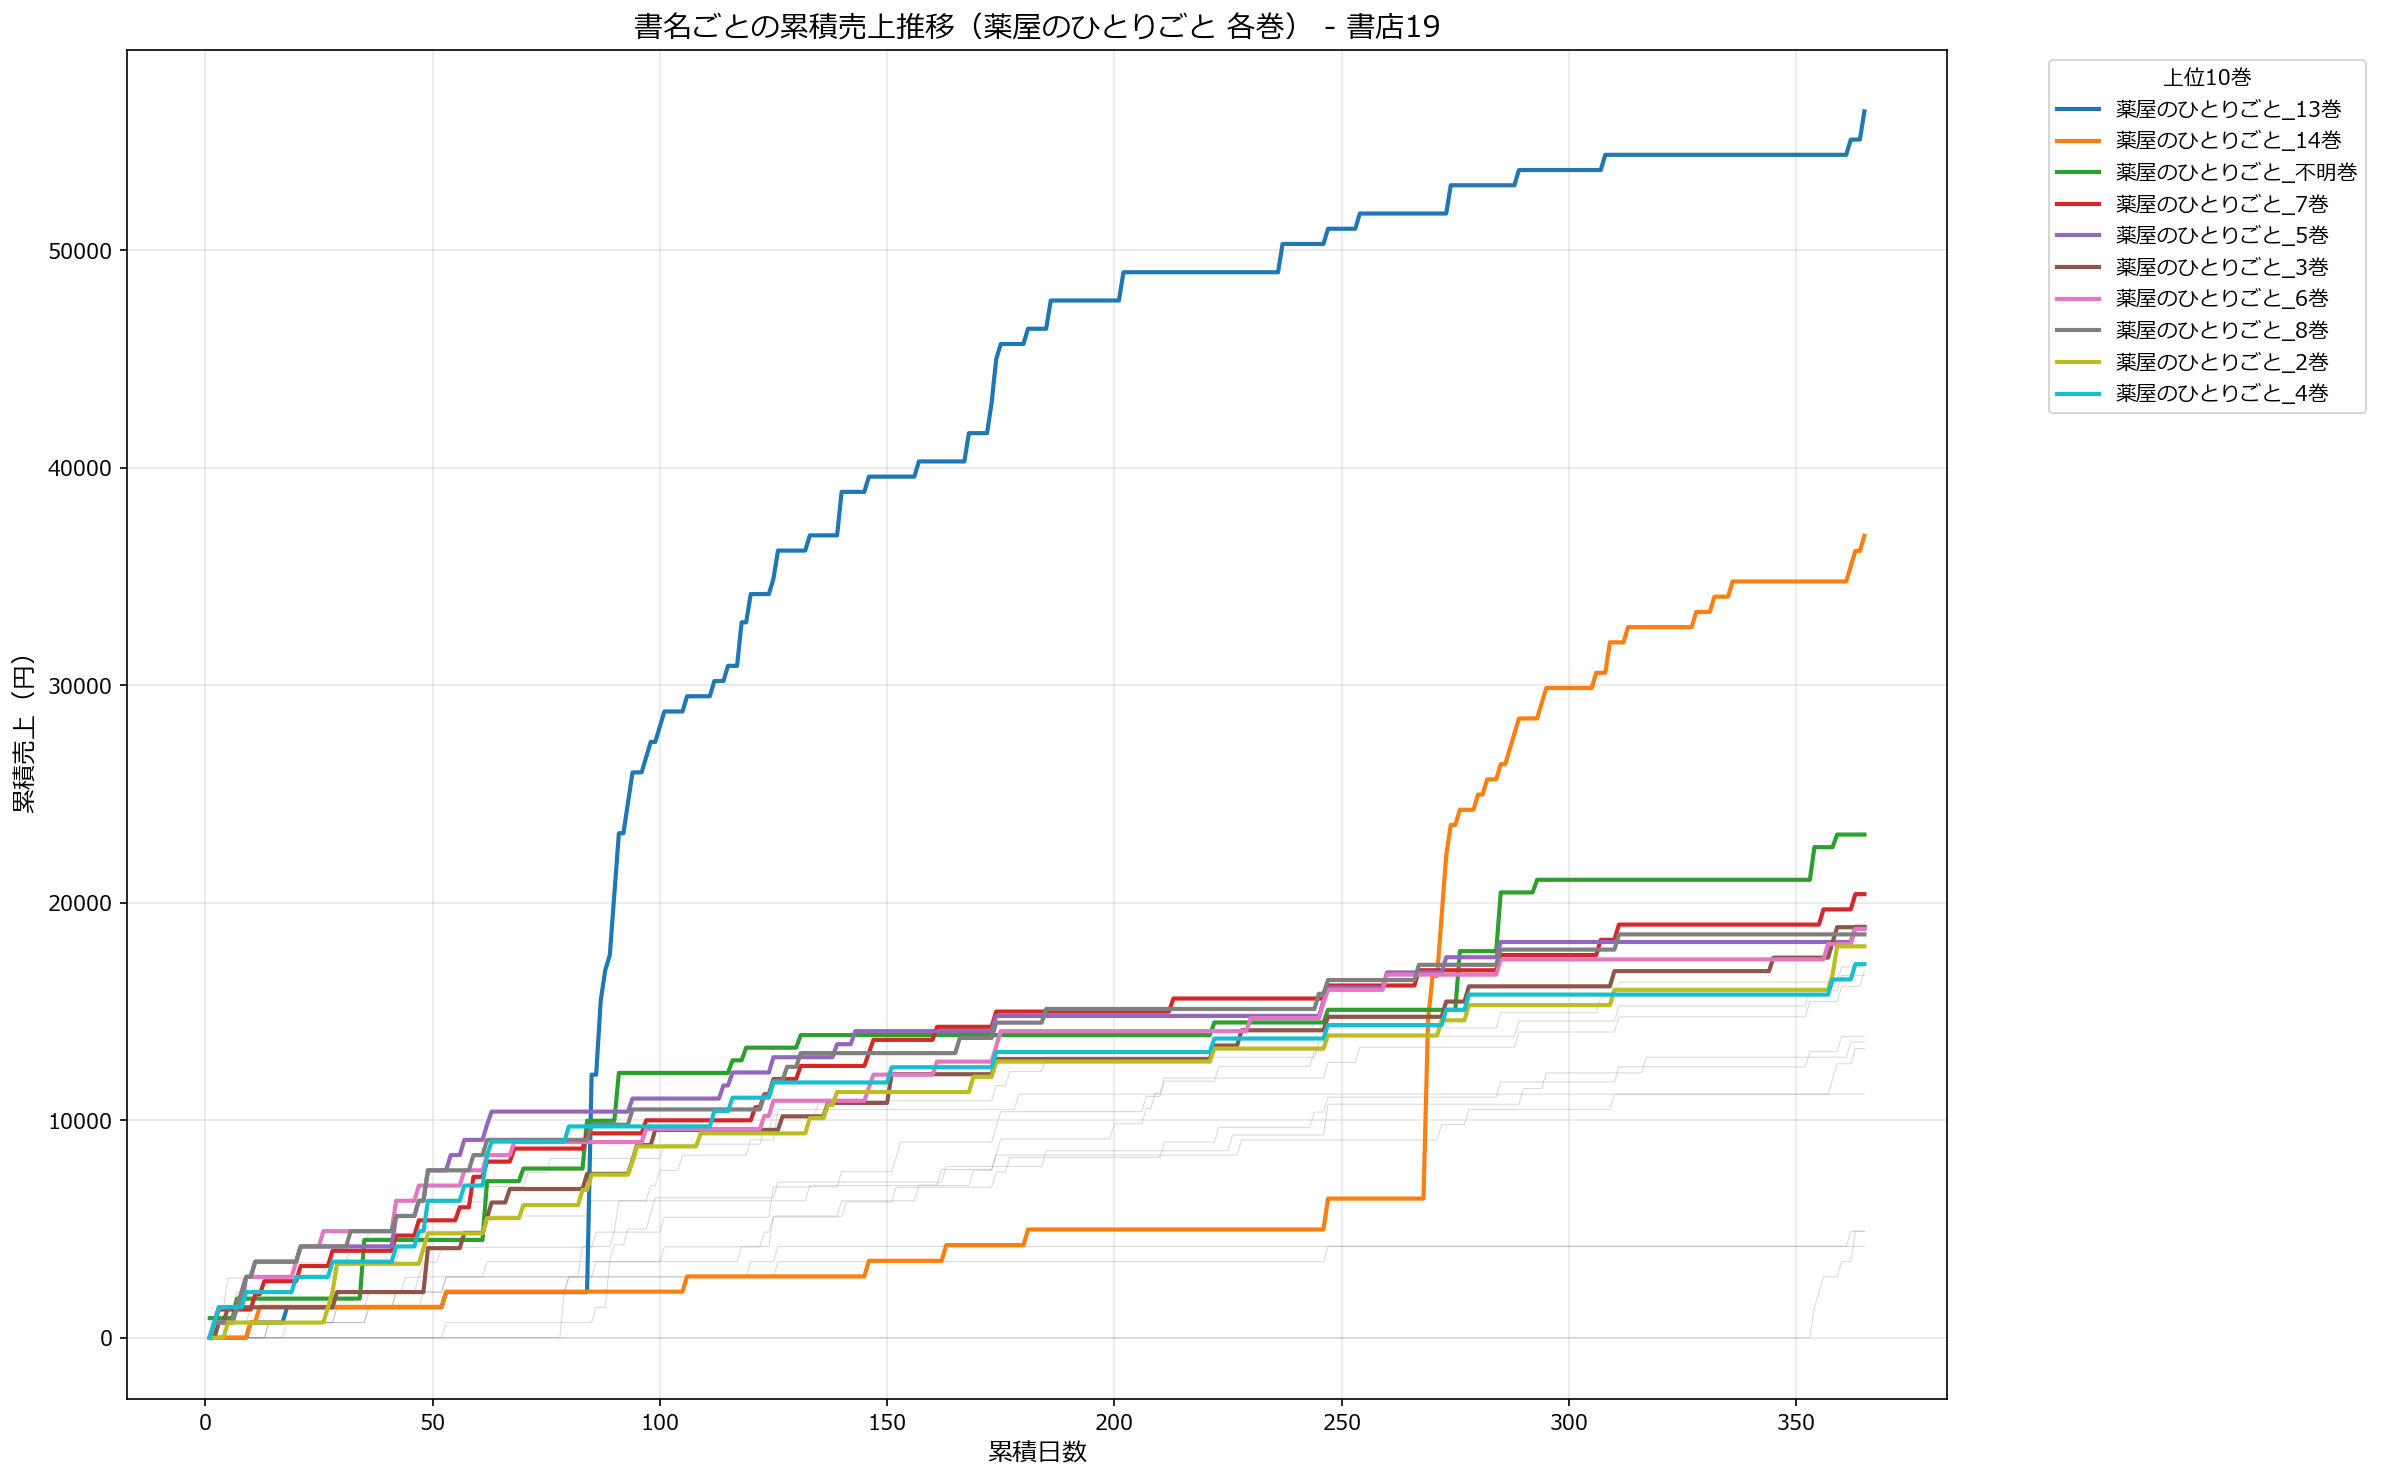 書名ごとの累積売上推移（薬屋のひとりごと 各巻） - 書店19
累積売上（円）
50000
40000
30000
20000
10000
0
0 50 100 150 200 250 300 350
累積日数
上位10巻
薬屋のひとりごと_13巻
薬屋のひとりごと_14巻
薬屋のひとりごと_不明巻
薬屋のひとりごと_7巻
薬屋のひとりごと_5巻
薬屋のひとりごと_3巻
薬屋のひとりごと_6巻
薬屋のひとりごと_8巻
薬屋のひとりごと_2巻
薬屋のひとりごと_4巻